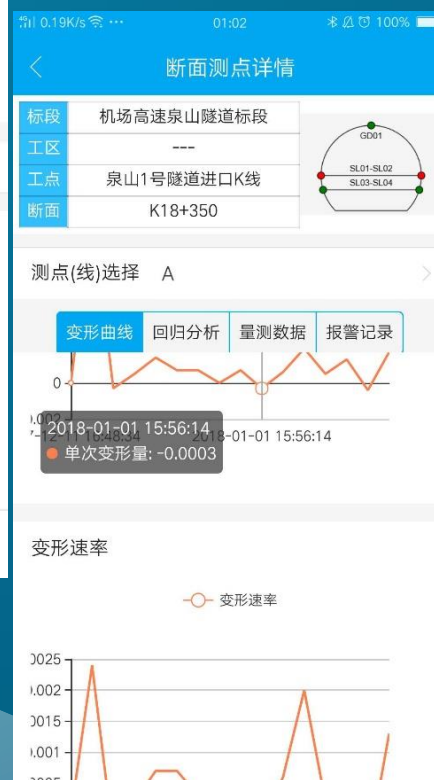 0.19K/s ··· 01:02 100%
断面测点详情
标段 机场高速泉山隧道标段
工区 ---
工点 泉山1号隧道进口K线
断面 K18+350
GD01
SL01-SL02
SL03-SL04
测点(线)选择 A
变形曲线 回归分析 量测数据 报警记录
0
2018-01-01 15:56:14
2018-01-01 15:56:14
单次变形量: -0.0003
变形速率
变形速率
0025
.002
0015
.001